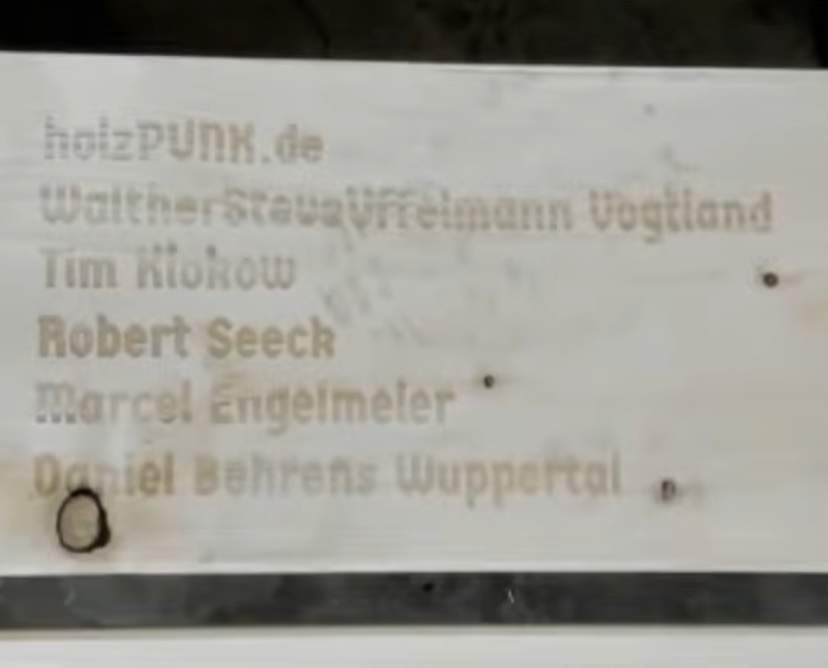 holzPUNK.de
Vogtland
Tim Klokow
Robert Seeck
Marcel Engelmeier
Daniel Behrens Wuppertal